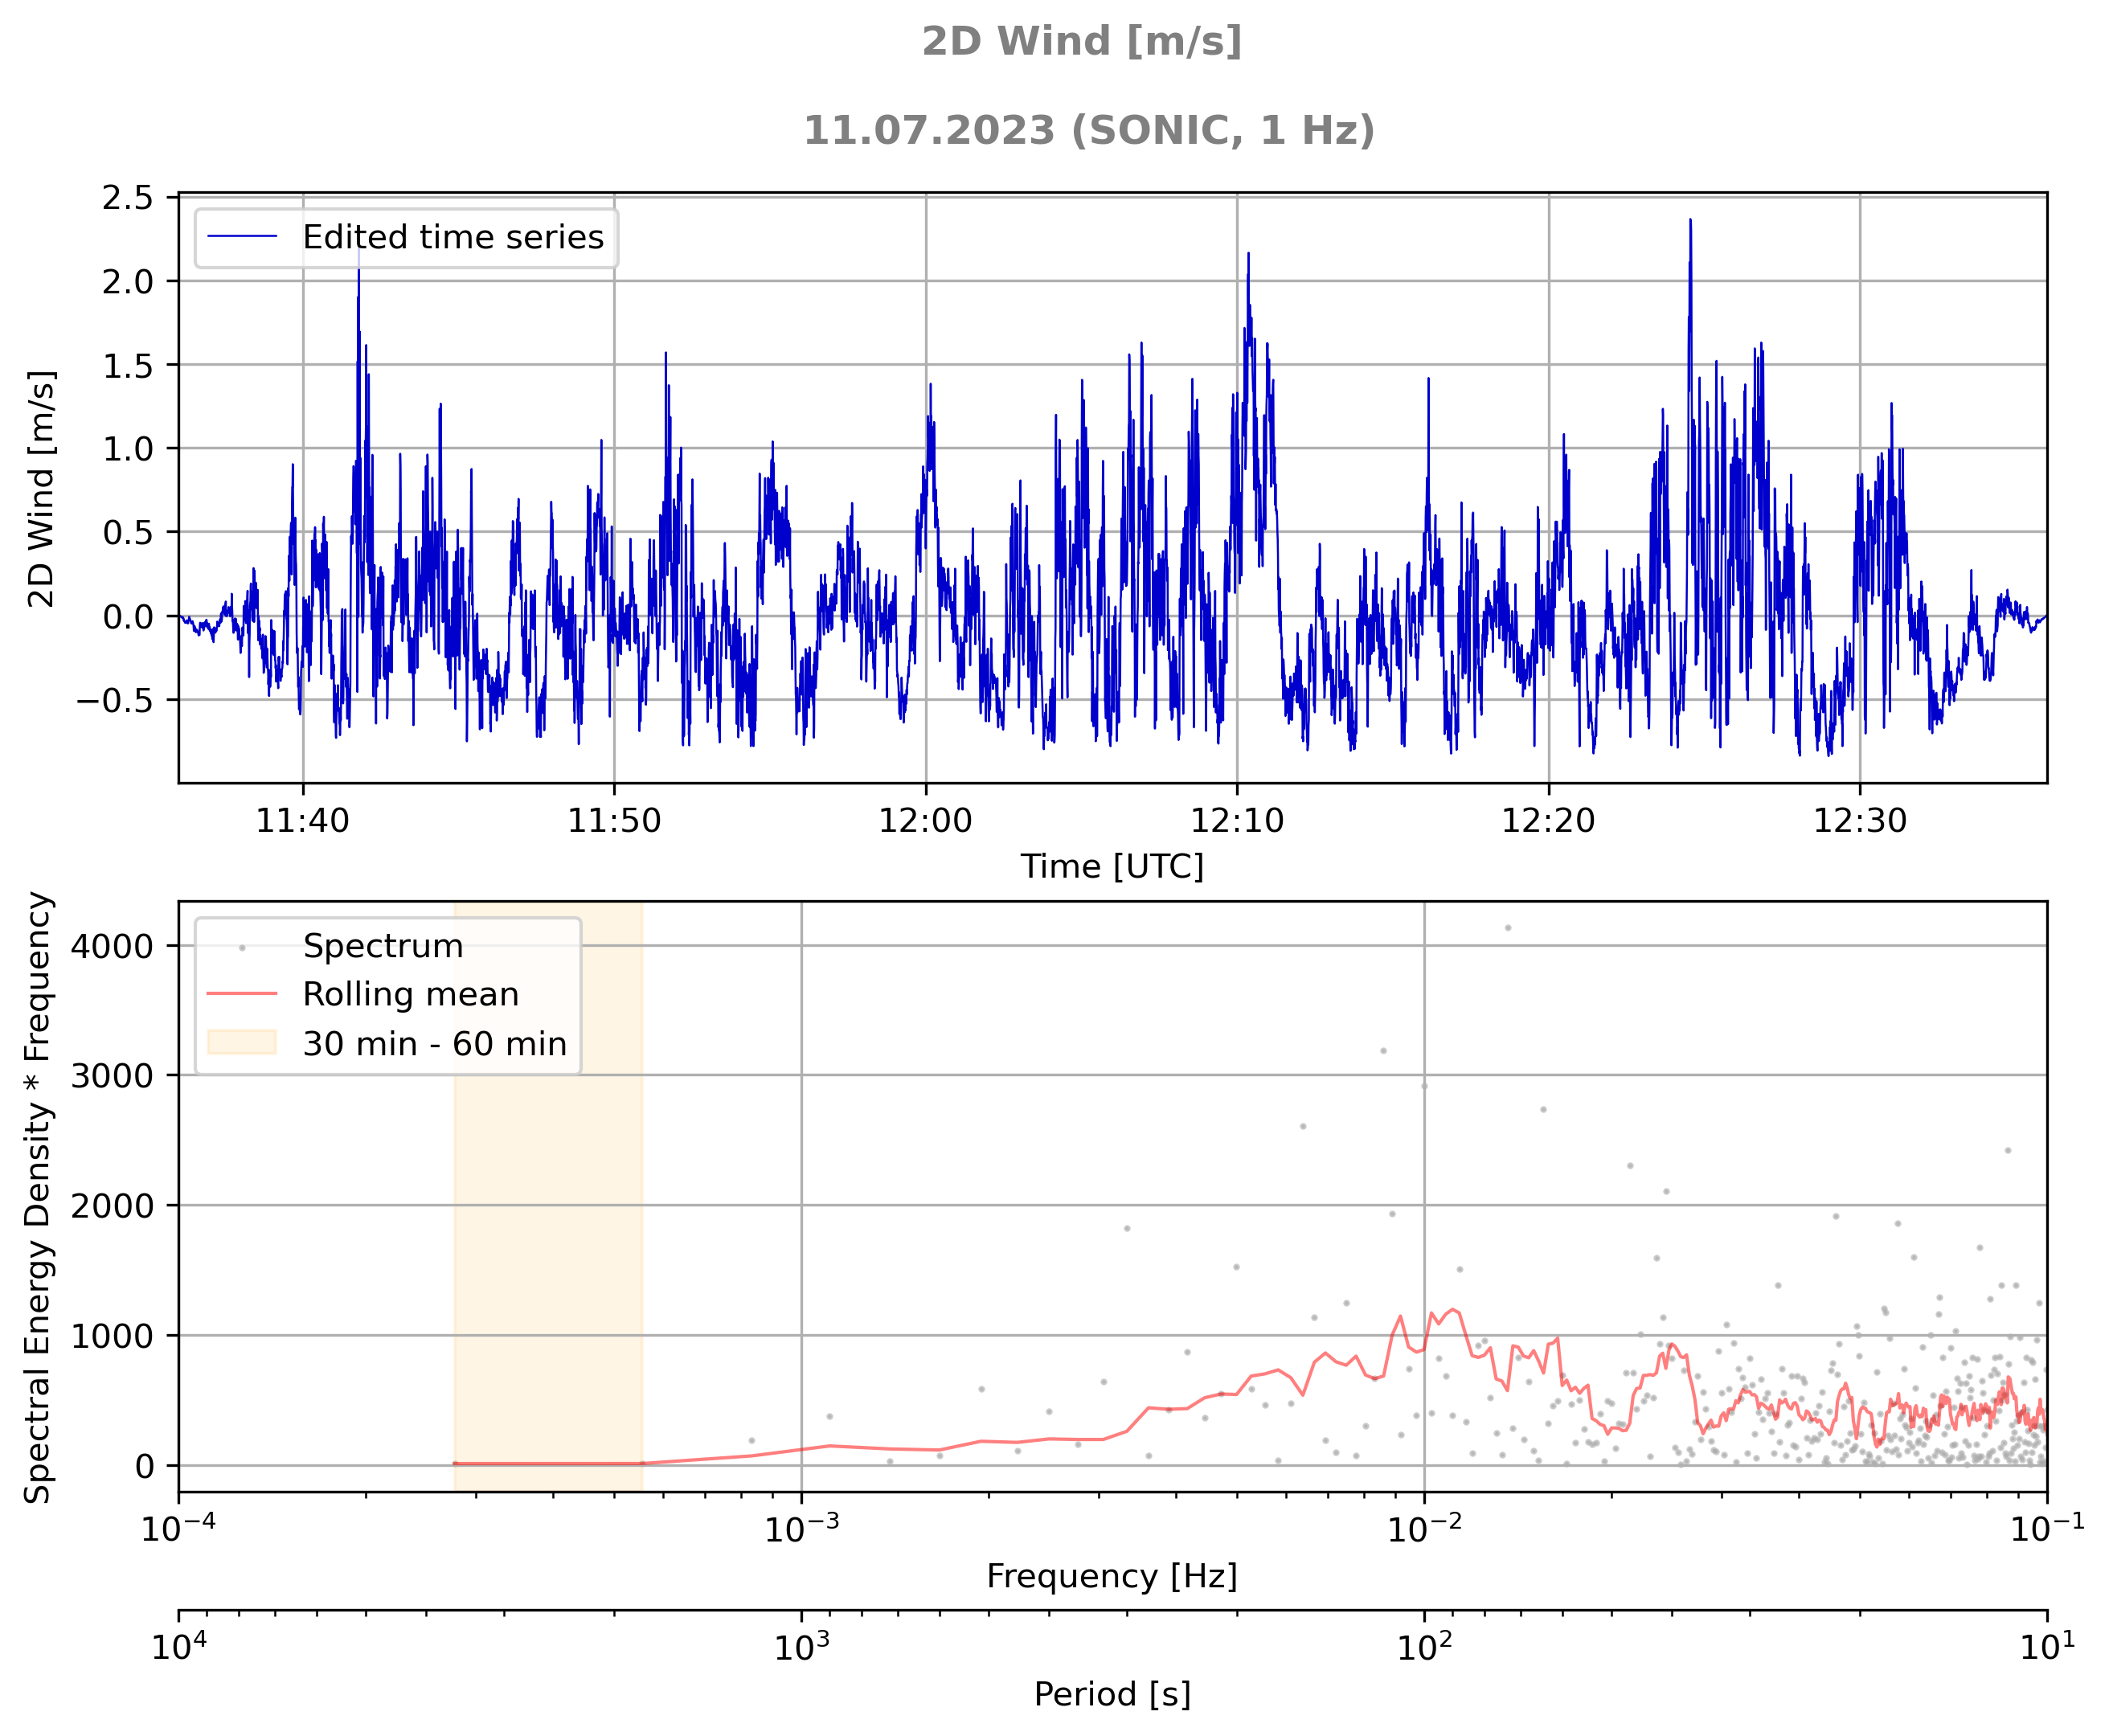 2D Wind [m/s]
11.07.2023 (SONIC, 1 Hz)
2.5
2.0
1.5
1.0
0.5
0.0
−0.5
2D Wind [m/s]
Edited time series
11:40 11:50 12:00 12:10 12:20 12:30
Time [UTC]
4000
3000
2000
1000
0
Spectral Energy Density * Frequency
Spectrum
Rolling mean
30 min - 60 min
10⁻⁴ 10⁻³ 10⁻² 10⁻¹
Frequency [Hz]
10⁴ 10³ 10² 10¹
Period [s]